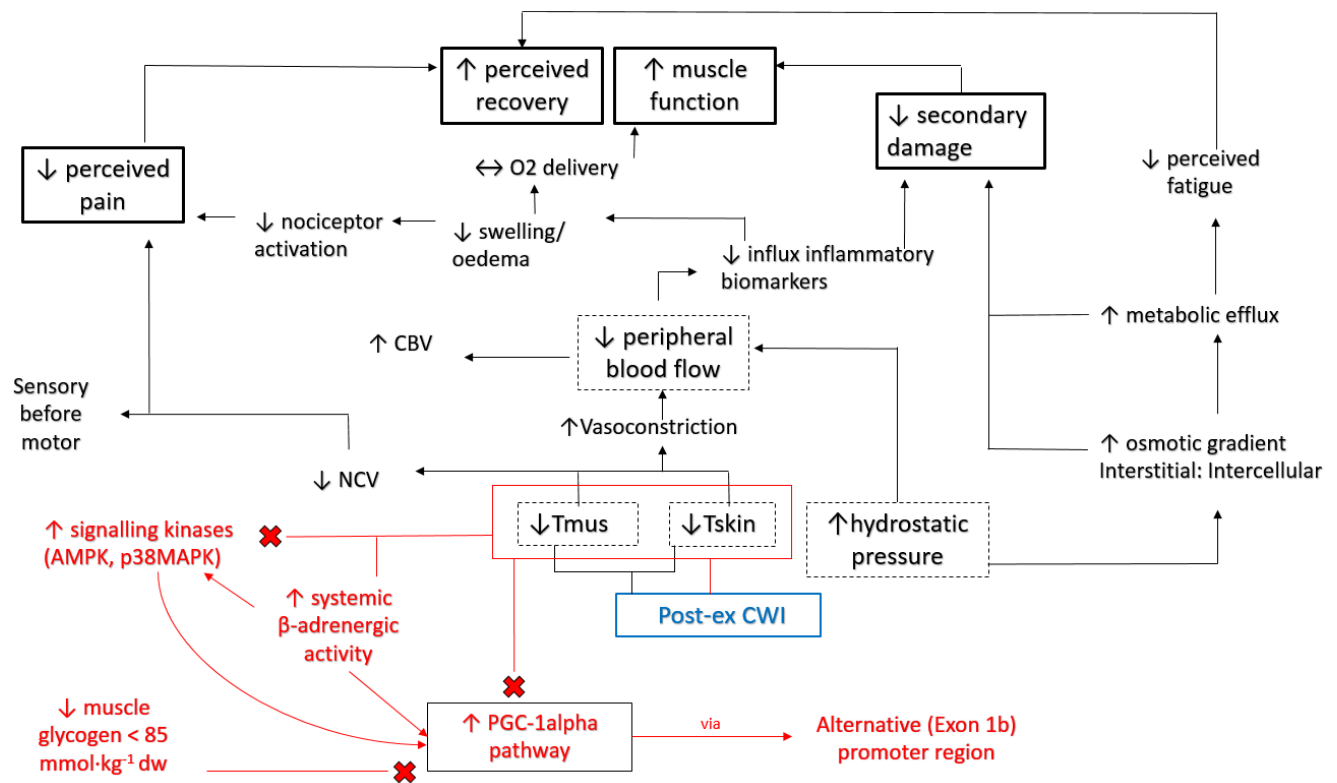 ↑ perceived
recovery
↑ muscle
function
↓ secondary
damage
↓ perceived
pain
↔ O2 delivery
↓ perceived
fatigue
↓ nociceptor
activation
↓ swelling/
oedema
↓ influx inflammatory
biomarkers
↑ CBV
↓ peripheral
blood flow
↑ metabolic efflux
Sensory
before
motor
↑Vasoconstriction
↑ osmotic gradient
Interstitial: Intercellular
↓ NCV
↓Tmus
↓Tskin
↑hydrostatic
pressure
↑ signalling kinases
(AMPK, p38MAPK)
↑ systemic
β-adrenergic
activity
Post-ex CWI
↓ muscle
glycogen < 85
mmol·kg⁻¹ dw
↑ PGC-1alpha
pathway
via
Alternative (Exon 1b)
promoter region